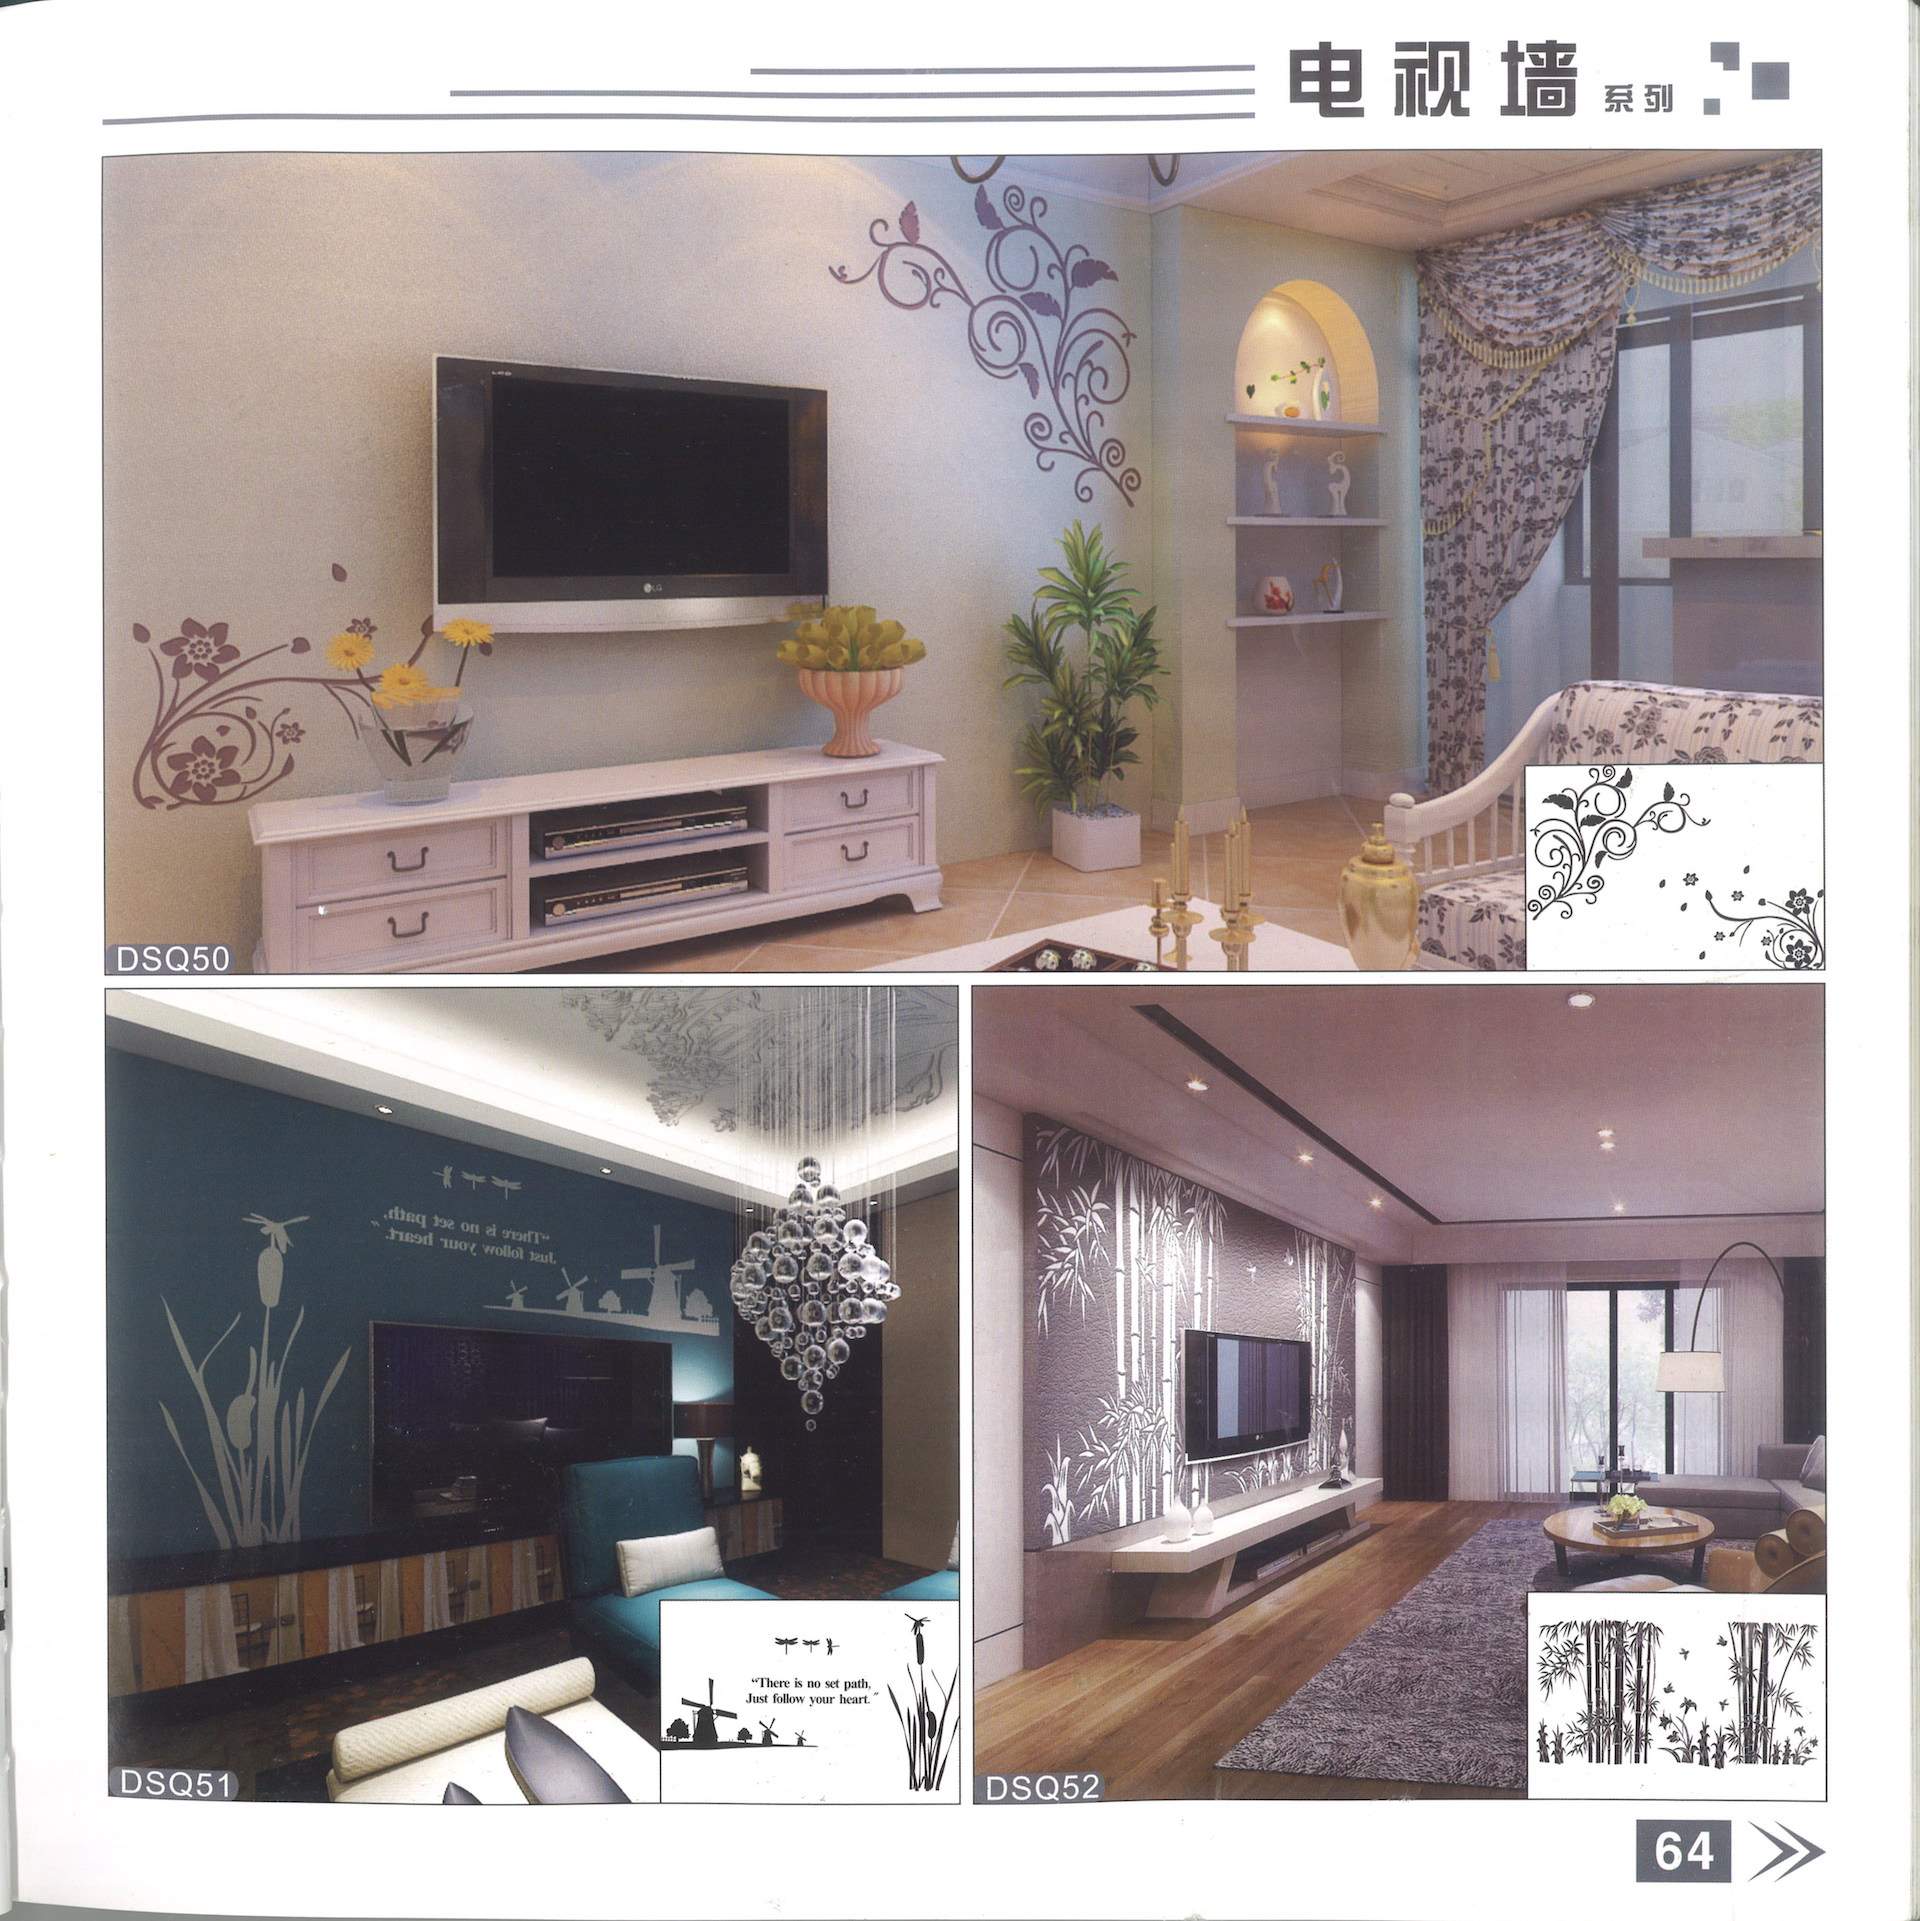 电视墙 系列
LG
DSQ50
"There is no set path,
Just follow your heart."
"There is no set path,
Just follow your heart."
DSQ51
DSQ52
64